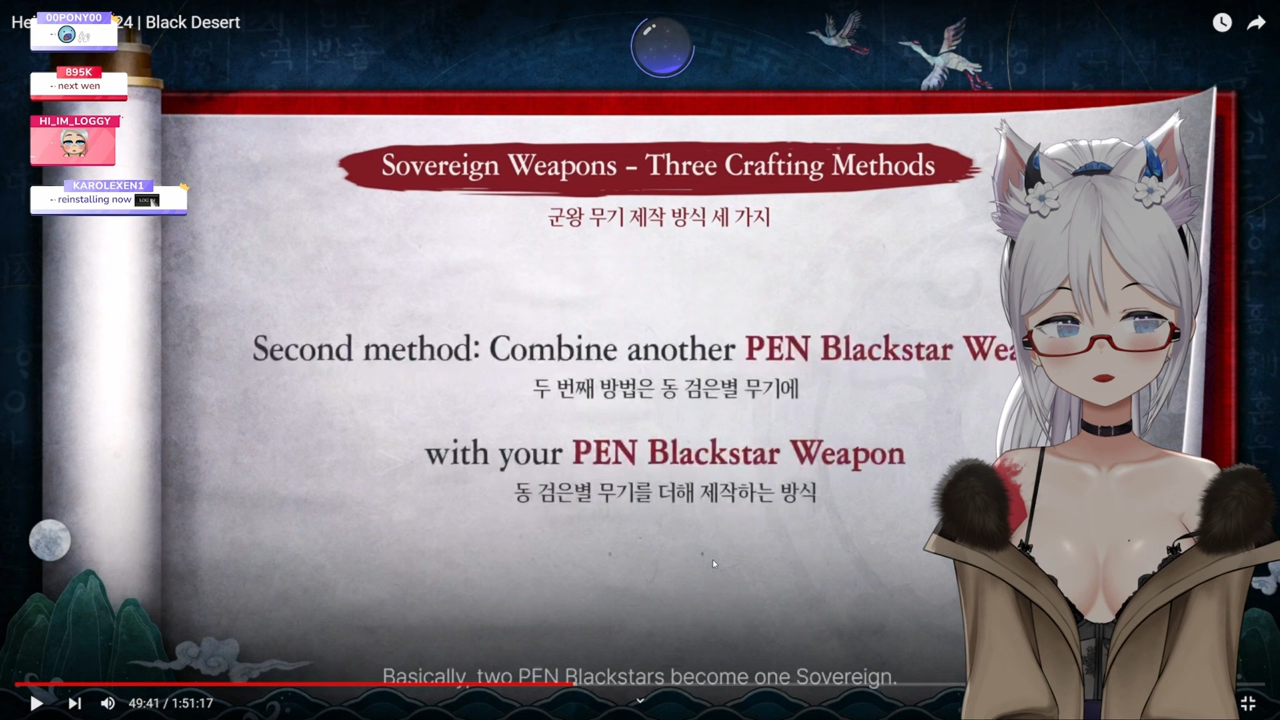 He 24 | Black Desert
00PONY00
895K
next wen
HI_IM_LOGGY
KAROLEXEN1
reinstalling now
Sovereign Weapons – Three Crafting Methods
군왕 무기 제작 방식 세 가지
Second method: Combine another PEN Blackstar Wea
두 번째 방법은 동 검은별 무기에
with your PEN Blackstar Weapon
동 검은별 무기를 더해 제작하는 방식
Basically, two PEN Blackstars become one Sovereign.
49:41 / 1:51:17